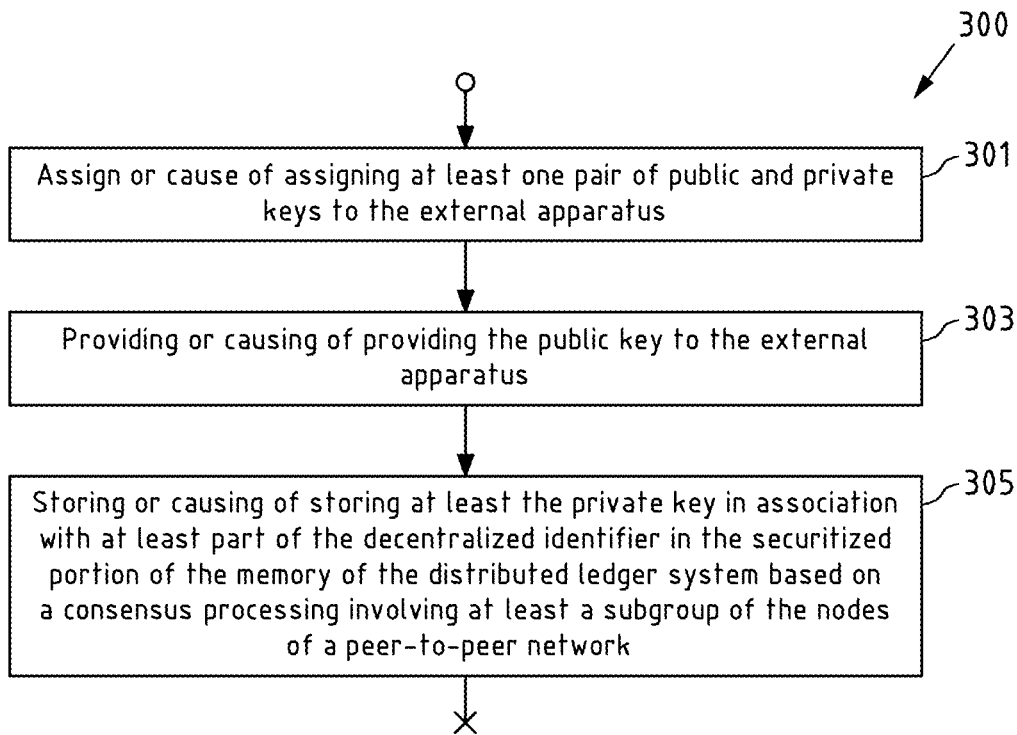 300
301
Assign or cause of assigning at least one pair of public and private
keys to the external apparatus
303
Providing or causing of providing the public key to the external
apparatus
305
Storing or causing of storing at least the private key in association
with at least part of the decentralized identifier in the securitized
portion of the memory of the distributed ledger system based on
a consensus processing involving at least a subgroup of the nodes
of a peer-to-peer network